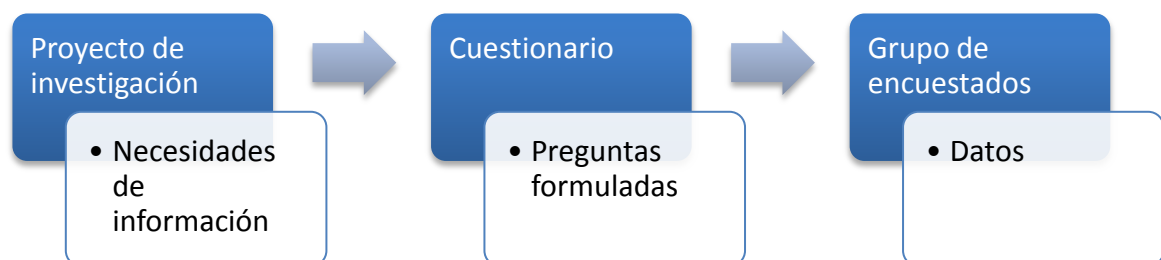 Proyecto de
investigación
• Necesidades
de
información
Cuestionario
• Preguntas
formuladas
Grupo de
encuestados
• Datos